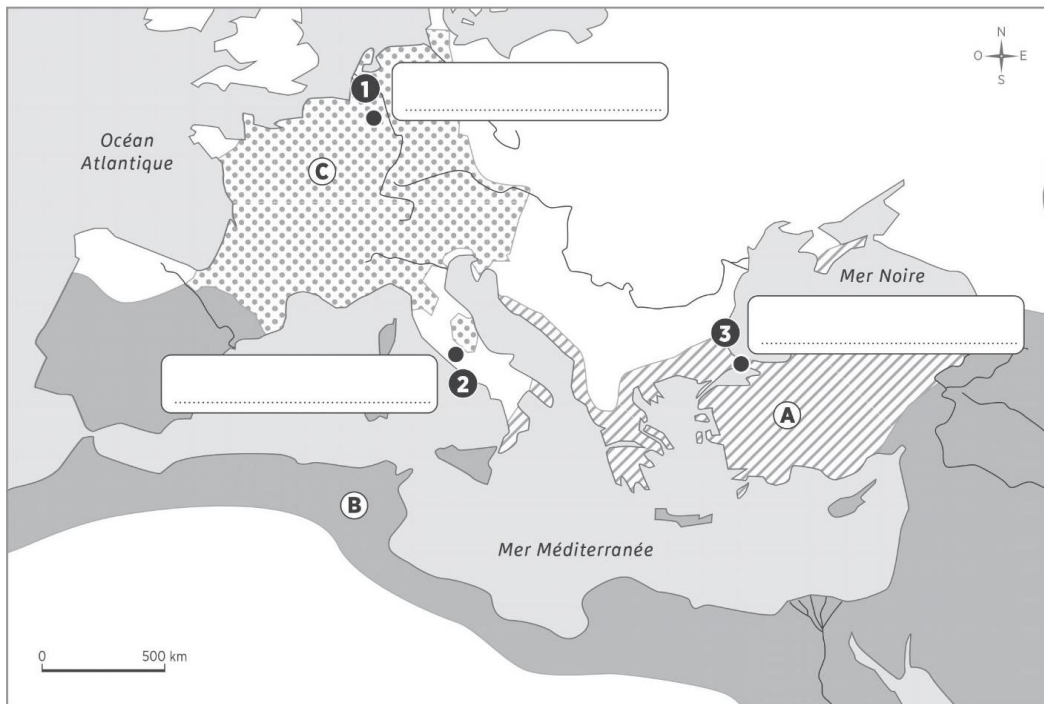 N
O E
S
1
Océan
Atlantique
C
Mer Noire
3
2
A
B
Mer Méditerranée
0 500 km